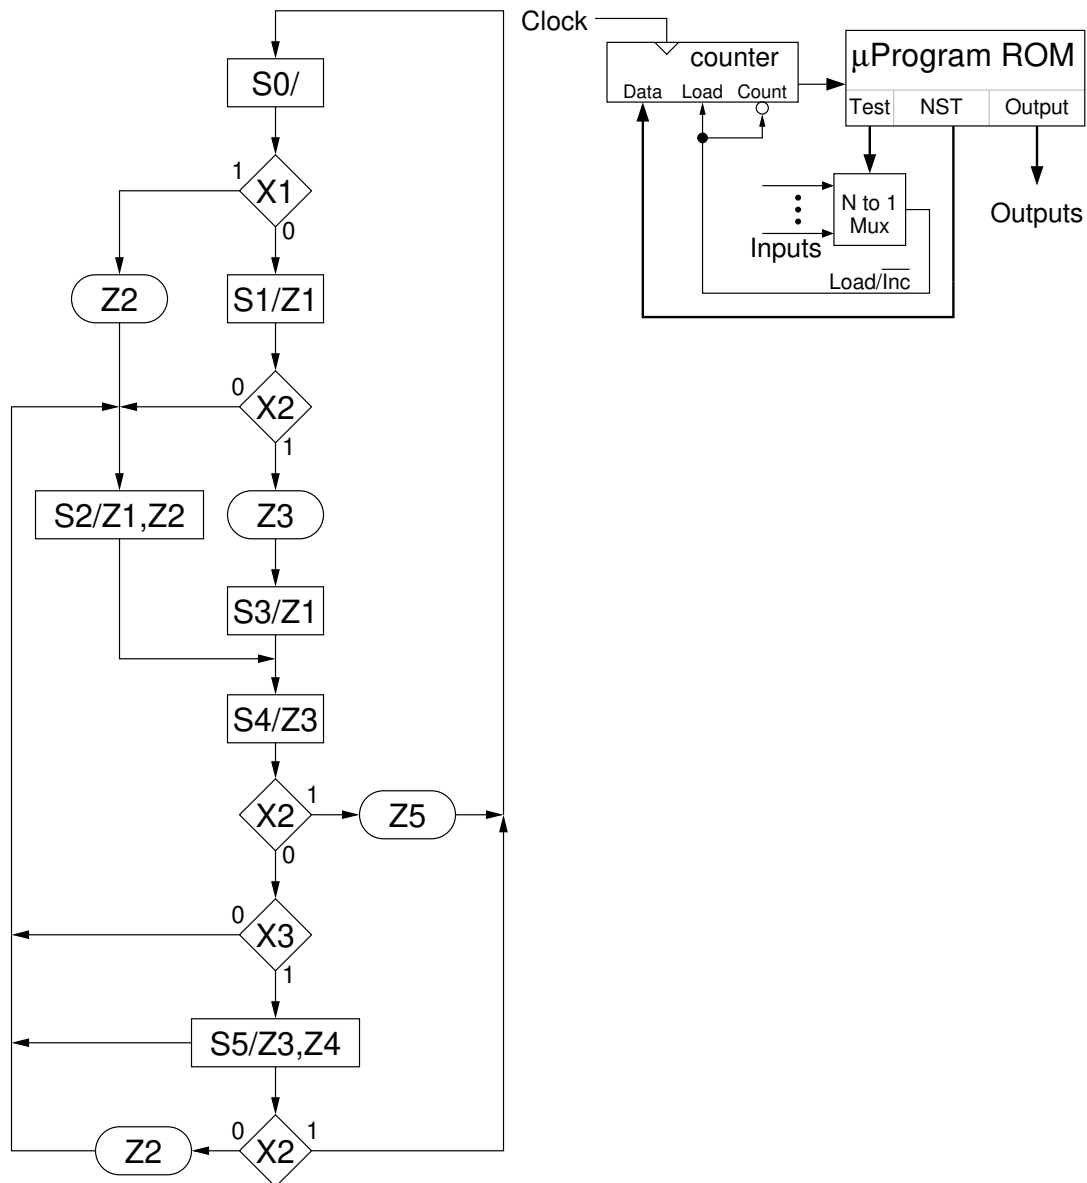 S0/
X1
1
0
Z2
S1/Z1
X2
0
1
S2/Z1,Z2
Z3
S3/Z1
S4/Z3
X2
1
0
Z5
X3
0
1
S5/Z3,Z4
X2
0
1
Z2
Clock
counter
Data Load Count
μProgram ROM
Test NST Output
N to 1
Mux
Inputs
Outputs
Load/I̅n̅c̅